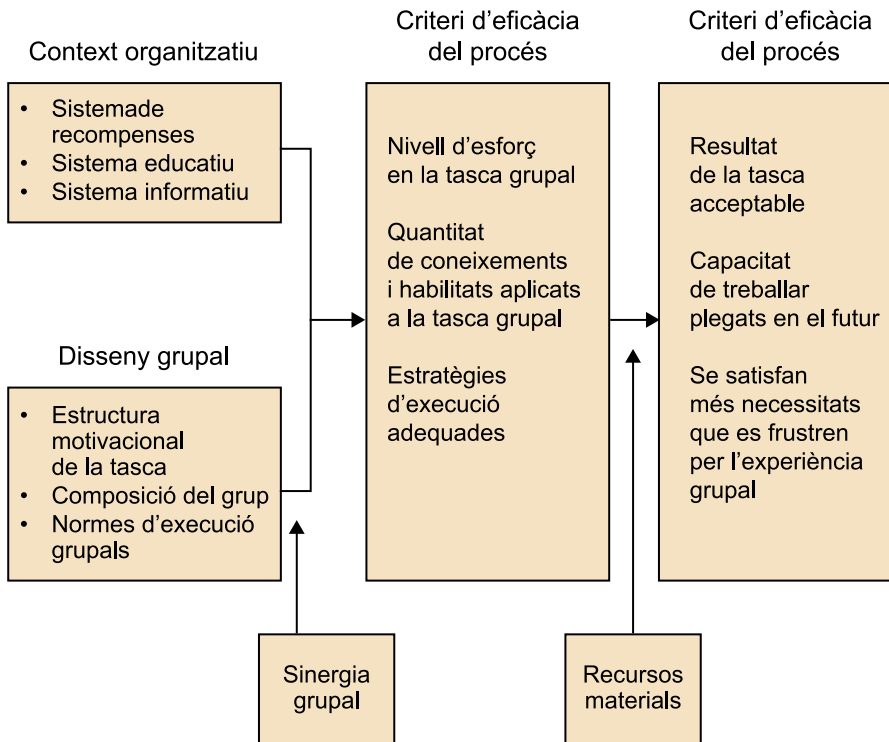 Context organitzatiu
• Sistemade
recompenses
• Sistema educatiu
• Sistema informatiu
Disseny grupal
• Estructura
motivacional
de la tasca
• Composició del grup
• Normes d’execució
grupals
Sinergia
grupal
Criteri d’eficàcia
del procés
Nivell d’esforç
en la tasca grupal
Quantitat
de coneixements
i habilitats aplicats
a la tasca grupal
Estratègies
d’execució
adequades
Recursos
materials
Criteri d’eficàcia
del procés
Resultat
de la tasca
acceptable
Capacitat
de treballar
plegats en el futur
Se satisfan
més necessitats
que es frustren
per l’experiència
grupal